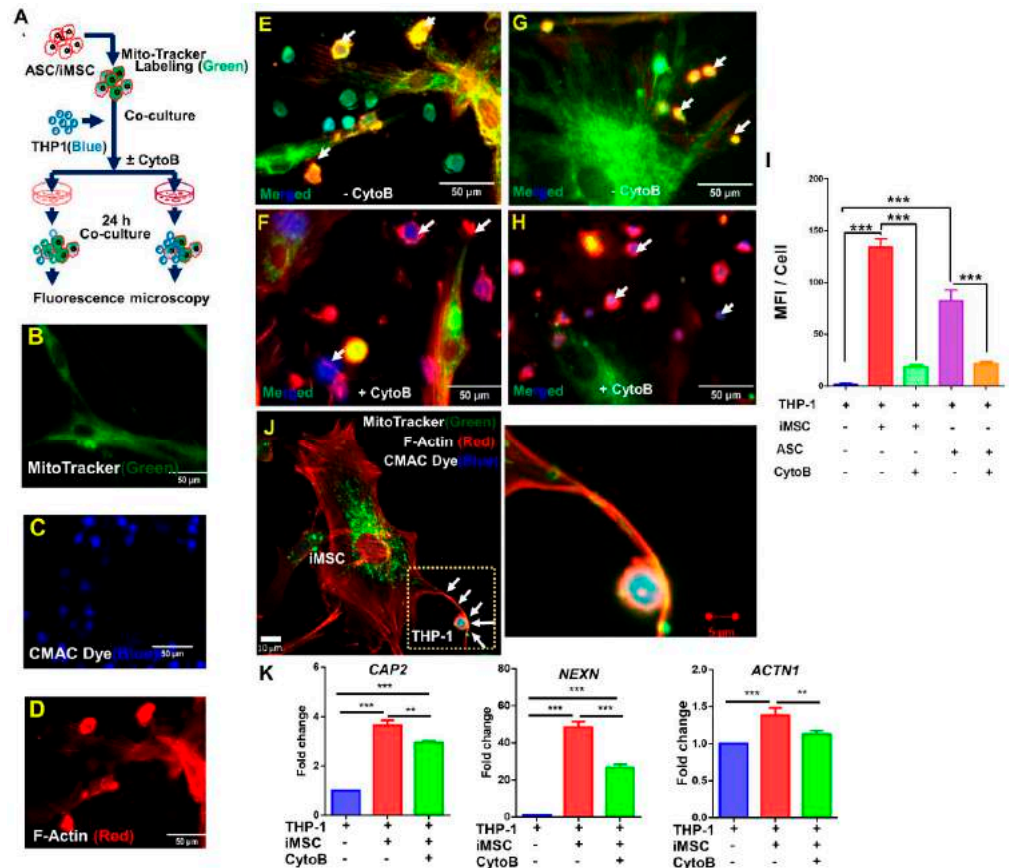 A
ASC/iMSC
Mito-Tracker
Labeling (Green)
Co-culture
THP1(Blue)
± CytoB
24 h
Co-culture
Fluorescence microscopy
B
MitoTracker(Green)
50 µm
C
CMAC Dye(Blue)
50 µm
D
F-Actin (Red)
50 µm
E
Merged
- CytoB
50 µm
F
Merged
+ CytoB
50 µm
G
Merged
- CytoB
50 µm
H
Merged
+ CytoB
50 µm
I
MFI / Cell
200
150
100
50
0
***
***
***
***
THP-1 + + + + +
iMSC - + + - -
ASC - - - + +
CytoB - - + - +
J
MitoTracker(Green)
F-Actin (Red)
CMAC Dye(Blue)
iMSC
THP-1
10 µm
5 µm
K
CAP2
Fold change
6
4
2
0
***
*** **
THP-1 + + +
iMSC - + +
CytoB - - +
NEXN
Fold change
80
60
40
20
0
***
*** ***
THP-1 + + +
iMSC - + +
CytoB - - +
ACTN1
Fold change
2.0
1.5
1.0
0.5
0.0
*** **
THP-1 + + +
iMSC - + +
CytoB - - +